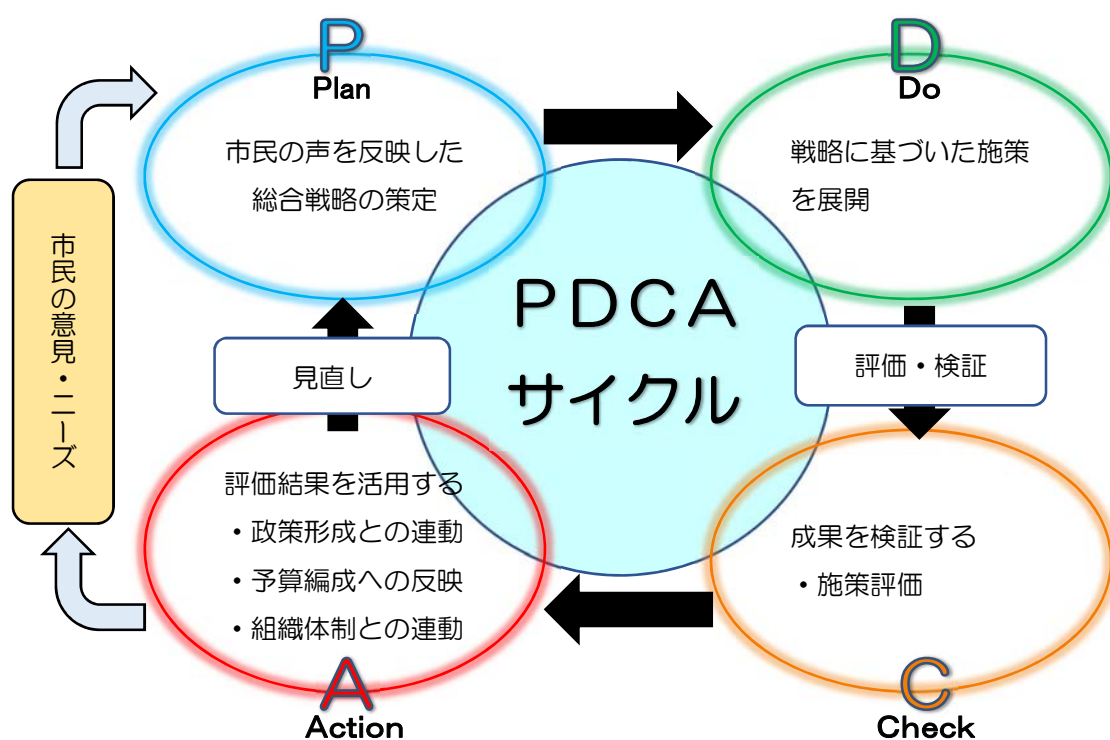 P
Plan
市民の声を反映した
総合戦略の策定
D
Do
戦略に基づいた施策
を展開
市民の意見・ニーズ
PDCA
サイクル
見直し
評価・検証
評価結果を活用する
・政策形成との連動
・予算編成への反映
・組織体制との連動
A
Action
成果を検証する
・施策評価
C
Check